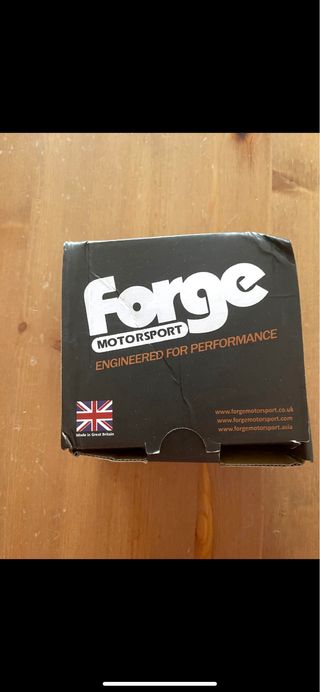 forge
MOTORSPORT
ENGINEERED FOR PERFORMANCE
Made in Great Britain
www.forgemotorsport.co.uk
www.forgemotorsport.com
www.forgemotorsport.asia